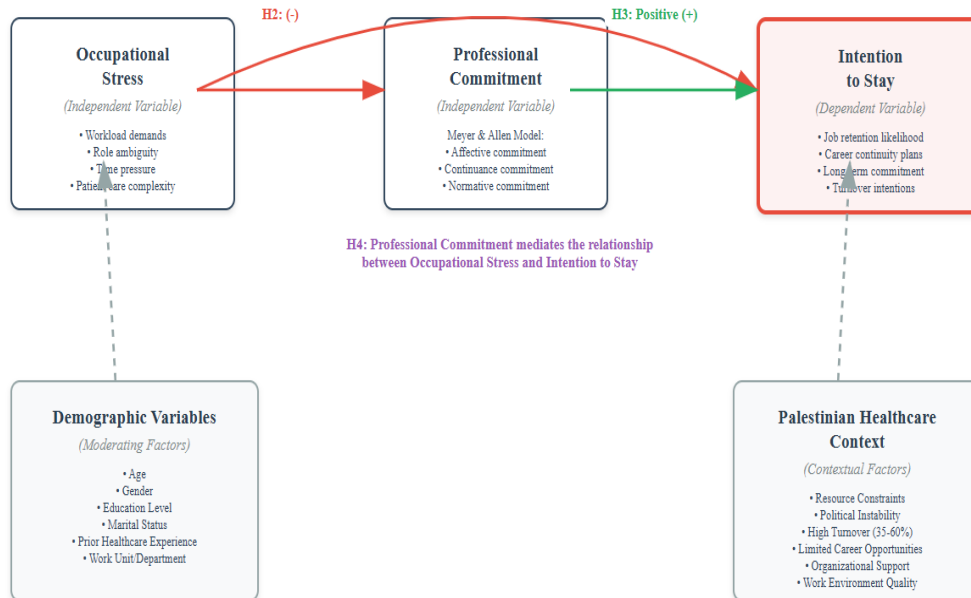 H2: (-)
H3: Positive (+)
Occupational
Stress
(Independent Variable)
• Workload demands
• Role ambiguity
• Time pressure
• Patient care complexity
Professional
Commitment
(Independent Variable)
Meyer & Allen Model:
• Affective commitment
• Continuance commitment
• Normative commitment
Intention
to Stay
(Dependent Variable)
• Job retention likelihood
• Career continuity plans
• Long-term commitment
• Turnover intentions
H4: Professional Commitment mediates the relationship
between Occupational Stress and Intention to Stay
Demographic Variables
(Moderating Factors)
• Age
• Gender
• Education Level
• Marital Status
• Prior Healthcare Experience
• Work Unit/Department
Palestinian Healthcare
Context
(Contextual Factors)
• Resource Constraints
• Political Instability
• High Turnover (35-60%)
• Limited Career Opportunities
• Organizational Support
• Work Environment Quality